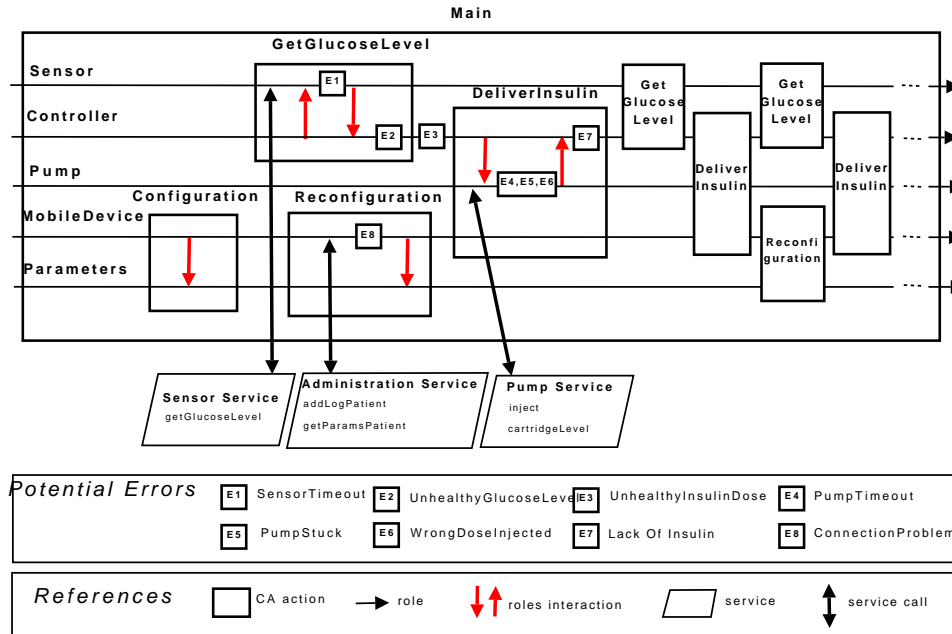 Main
GetGlucoseLevel
Sensor
E1
Get Glucose Level
Get Glucose Level
...
DeliverInsulin
Controller
E2
E3
E7
...
Deliver Insulin
Deliver Insulin
Pump
E4,E5,E6
Configuration
Reconfiguration
MobileDevice
E8
Reconfi guration
...
Parameters
...
Sensor Service
getGlucoseLevel
Administration Service
addLogPatient
getParamsPatient
Pump Service
inject
cartridgeLevel
Potential Errors
E1 SensorTimeout
E2 UnhealthyGlucoseLevel
E3 UnhealthyInsulinDose
E4 PumpTimeout
E5 PumpStuck
E6 WrongDoseInjected
E7 Lack Of Insulin
E8 ConnectionProblem
References
CA action
role
roles interaction
service
service call